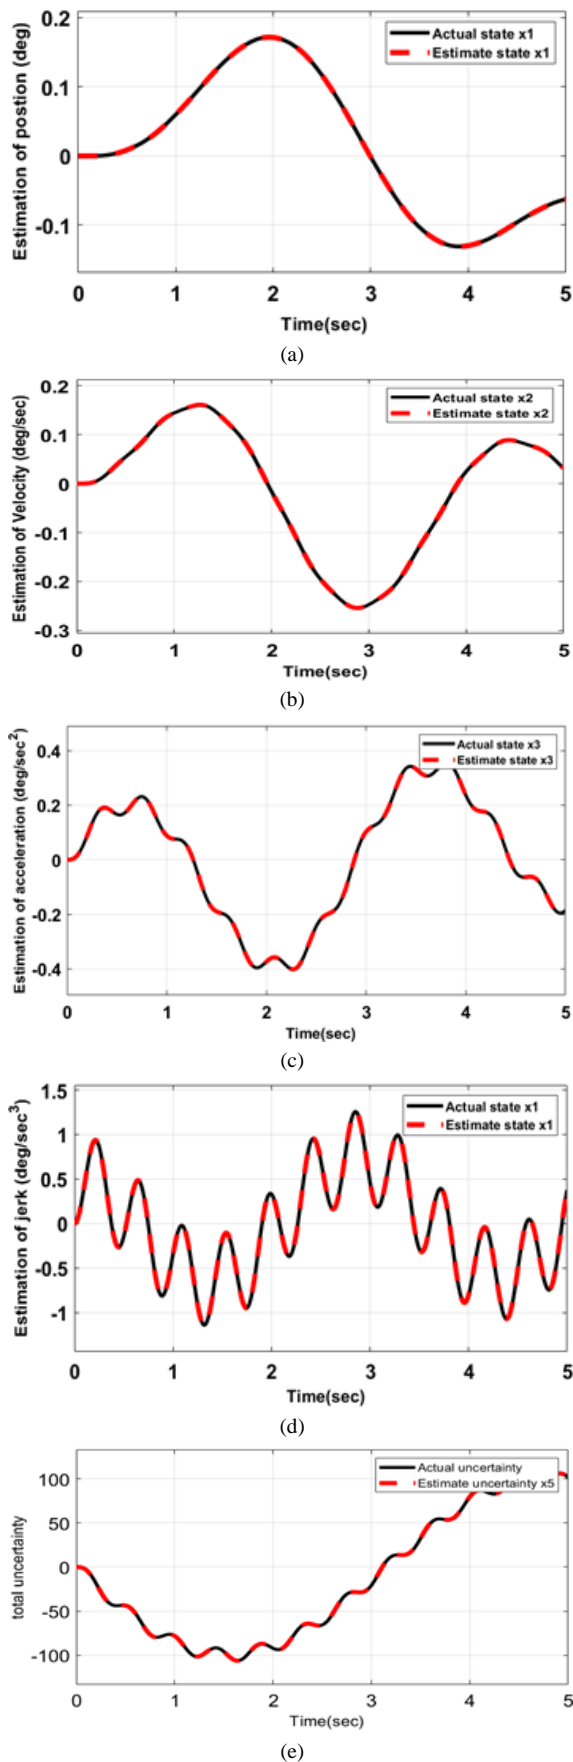 0.2
0.1
0
-0.1
Estimation of postion (deg)
Actual state x1
Estimate state x1
0 1 2 3 4 5
Time(sec)
(a)
0.2
0.1
0
-0.1
-0.2
-0.3
Estimation of Velocity (deg/sec)
Actual state x2
Estimate state x2
0 1 2 3 4 5
Time(sec)
(b)
0.4
0.2
0
-0.2
-0.4
Estimation of acceleration (deg/sec²)
Actual state x3
Estimate state x3
0 1 2 3 4 5
Time(sec)
(c)
1.5
1
0.5
0
-0.5
-1
Estimation of jerk (deg/sec³)
Actual state x1
Estimate state x1
0 1 2 3 4 5
Time(sec)
(d)
100
50
0
-50
-100
total uncertainty
Actual uncertainty
Estimate uncertainty x5
0 1 2 3 4 5
Time(sec)
(e)